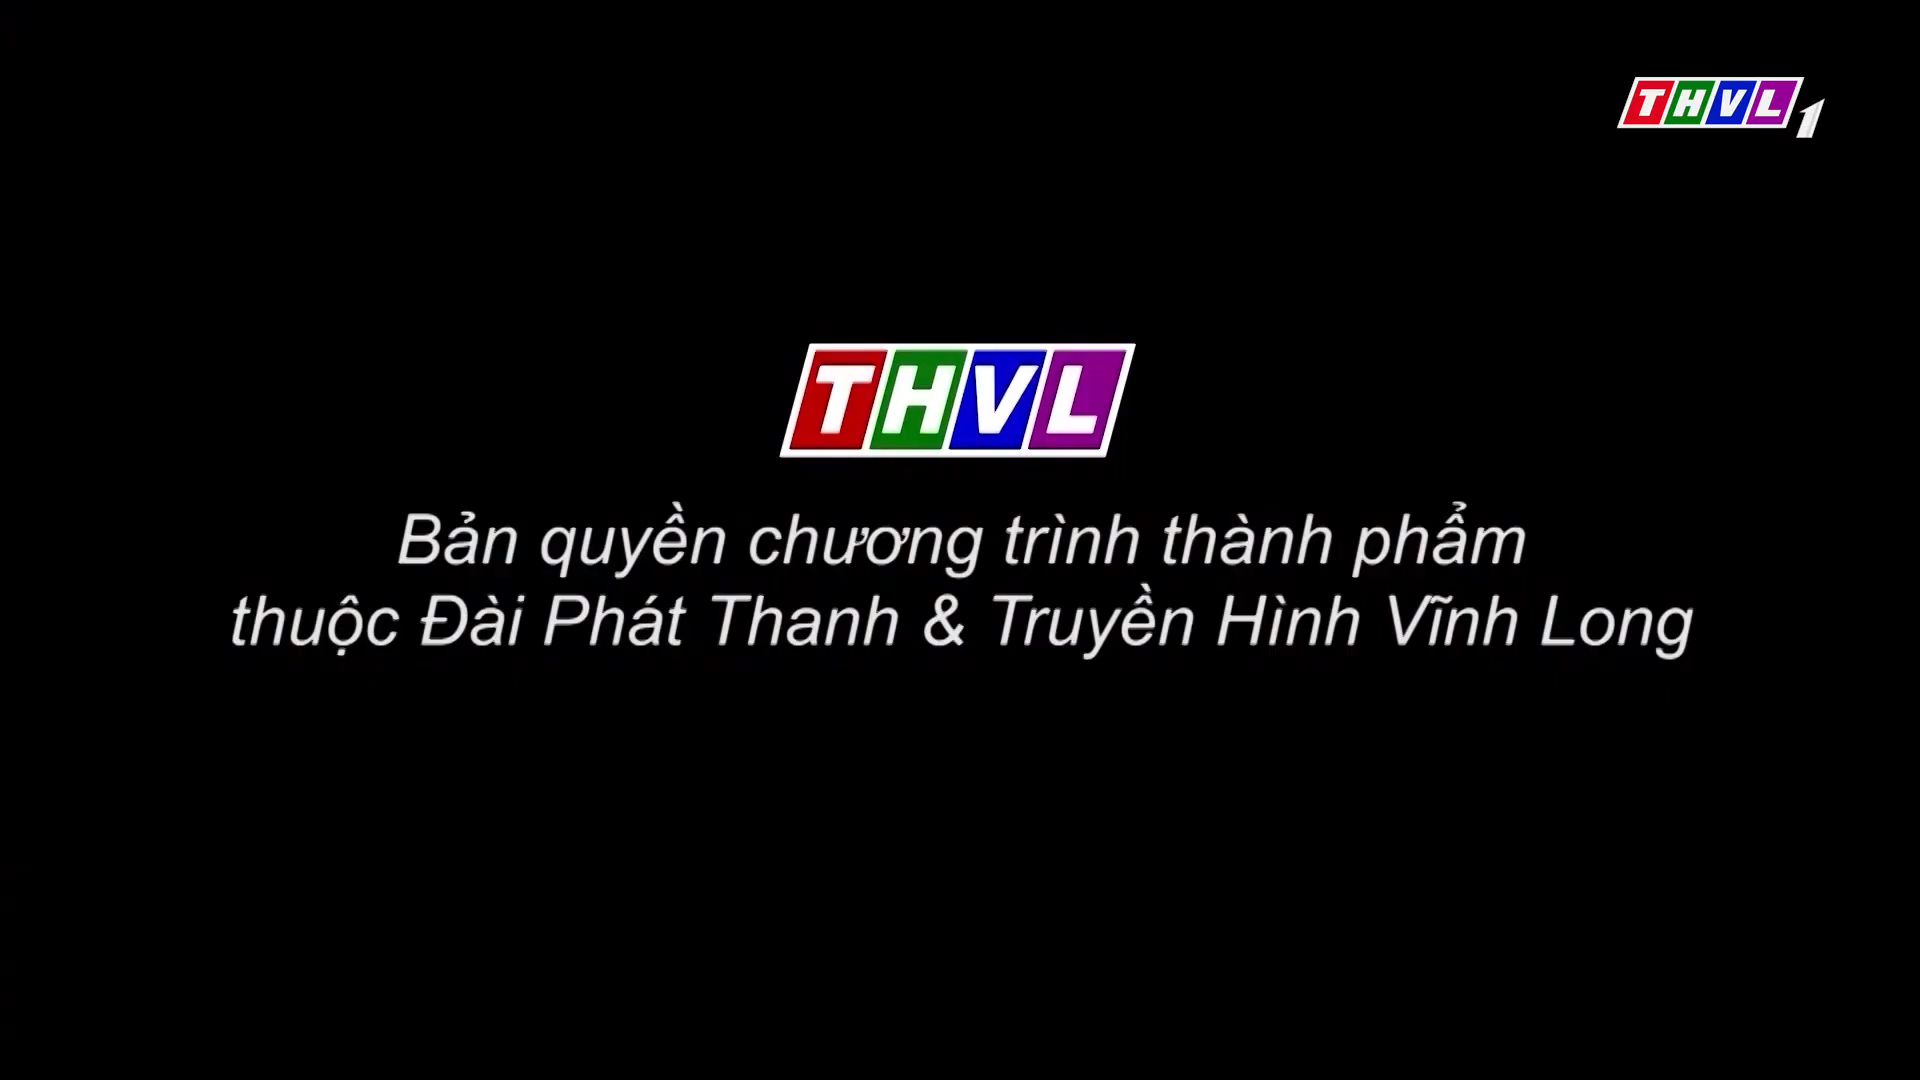 THVL1
THVL
Bản quyền chương trình thành phẩm
thuộc Đài Phát Thanh & Truyền Hình Vĩnh Long